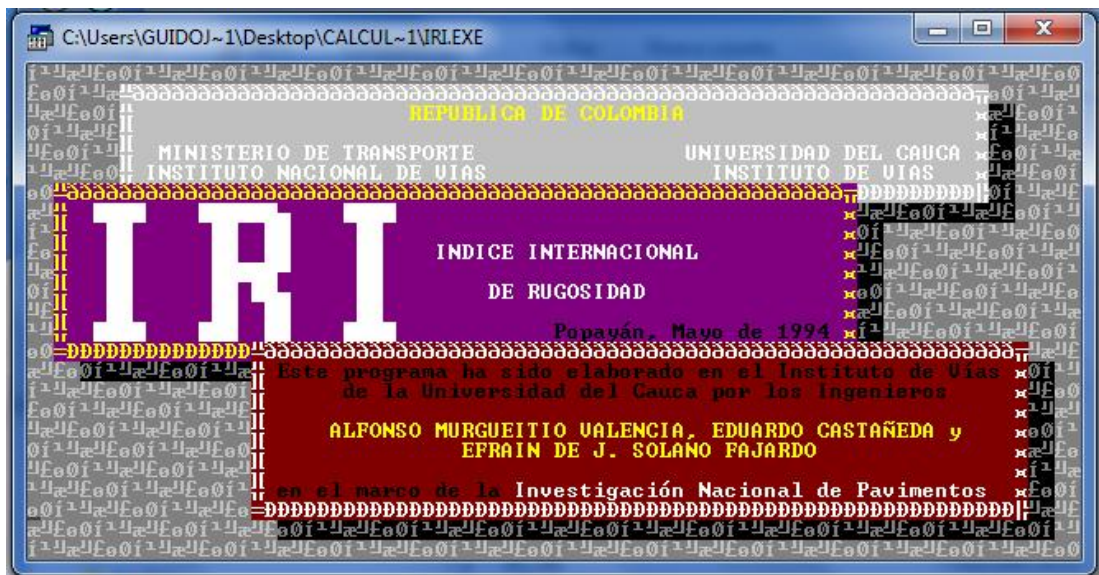 C:\Users\GUIDOJ~1\Desktop\CALCUL~1\IRI.EXE
REPUBLICA DE COLOMBIA
MINISTERIO DE TRANSPORTE UNIVERSIDAD DEL CAUCA
INSTITUTO NACIONAL DE VIAS INSTITUTO DE VIAS
IRI
INDICE INTERNACIONAL
DE RUGOSIDAD
Popayán, Mayo de 1994
Este programa ha sido elaborado en el Instituto de Vías
de la Universidad del Cauca por los Ingenieros
ALFONSO MURGUEITIO VALENCIA, EDUARDO CASTAÑEDA y
EFRAIN DE J. SOLANO FAJARDO
en el marco de la Investigación Nacional de Pavimentos